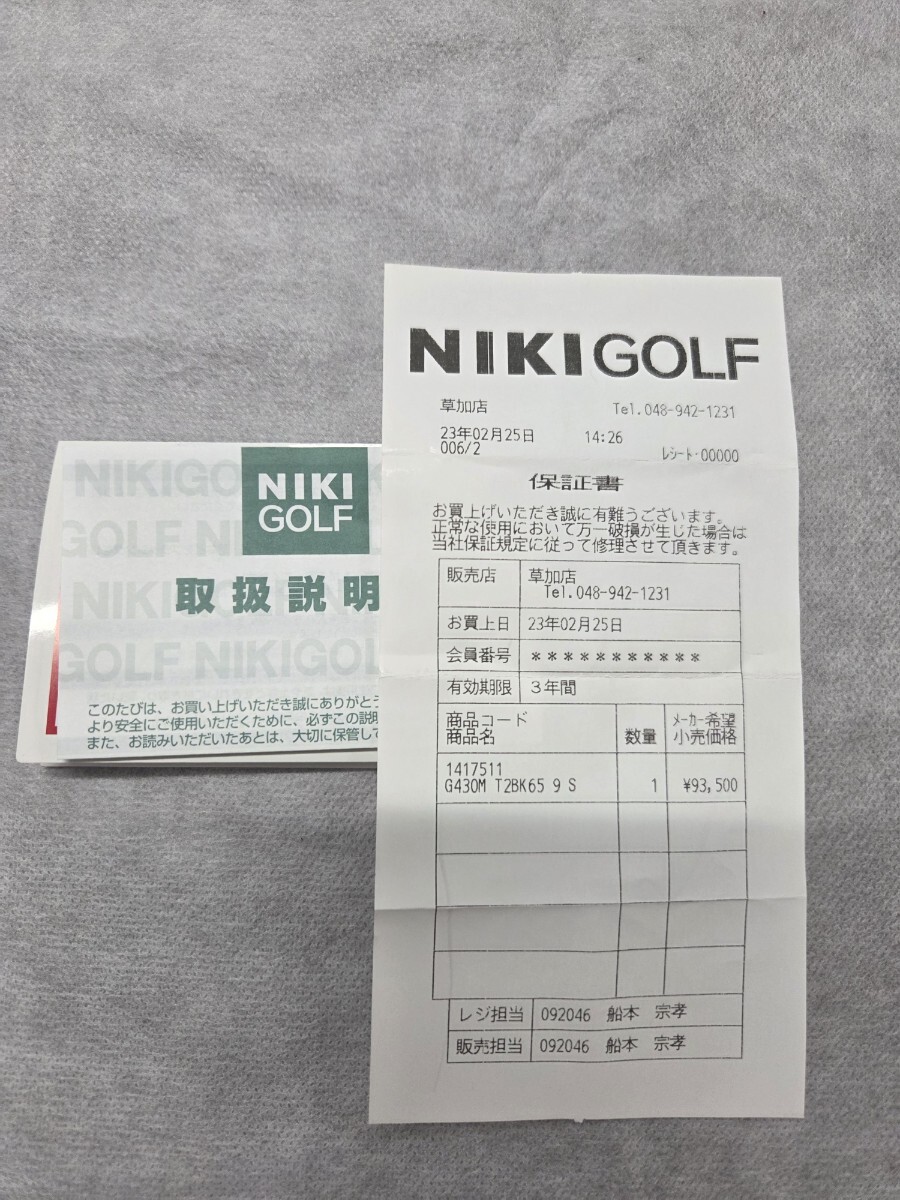 NIKIGOLF
草加店 Tel.048-942-1231
23年02月25日 14:26
006/2 レシート・00000
保証書
お買上げいただき誠に有難うございます。
正常な使用において万一破損が生じた場合は
当社保証規定に従って修理させて頂きます。
販売店 草加店
Tel.048-942-1231
お買上日 23年02月25日
会員番号 ***********
有効期限 3年間
商品コード メーカー希望
商品名 数量 小売価格
1417511
G430M T2BK65 9 S 1 ¥93,500
レジ担当 092046 船本 宗孝
販売担当 092046 船本 宗孝
NIKI
GOLF
NIKIGO
GOLF NI
NIKI
GOLF NIKIGOL
取扱説明
このたびは、お買い上げいただき誠にありがとう
より安全にご使用いただくために、必ずこの説明
また、お読みいただいたあとは、大切に保管して